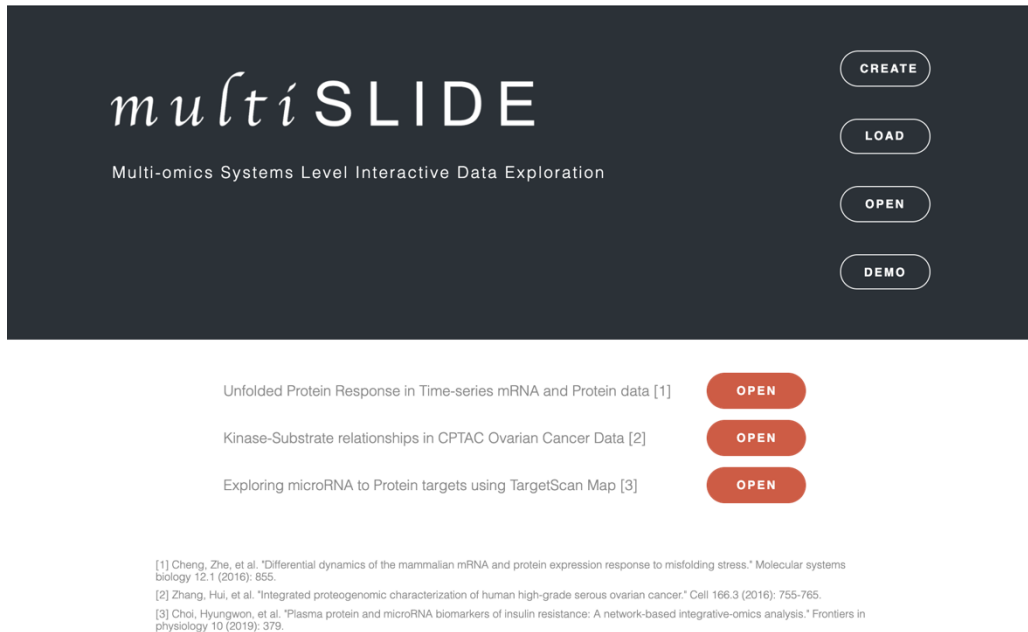 multiSLIDE
Multi-omics Systems Level Interactive Data Exploration
CREATE
LOAD
OPEN
DEMO
Unfolded Protein Response in Time-series mRNA and Protein data [1]
OPEN
Kinase-Substrate relationships in CPTAC Ovarian Cancer Data [2]
OPEN
Exploring microRNA to Protein targets using TargetScan Map [3]
OPEN
[1] Cheng, Zhe, et al. "Differential dynamics of the mammalian mRNA and protein expression response to misfolding stress." Molecular systems
biology 12.1 (2016): 855.
[2] Zhang, Hui, et al. "Integrated proteogenomic characterization of human high-grade serous ovarian cancer." Cell 166.3 (2016): 755-765.
[3] Choi, Hyungwon, et al. "Plasma protein and microRNA biomarkers of insulin resistance: A network-based integrative-omics analysis." Frontiers in
physiology 10 (2019): 379.